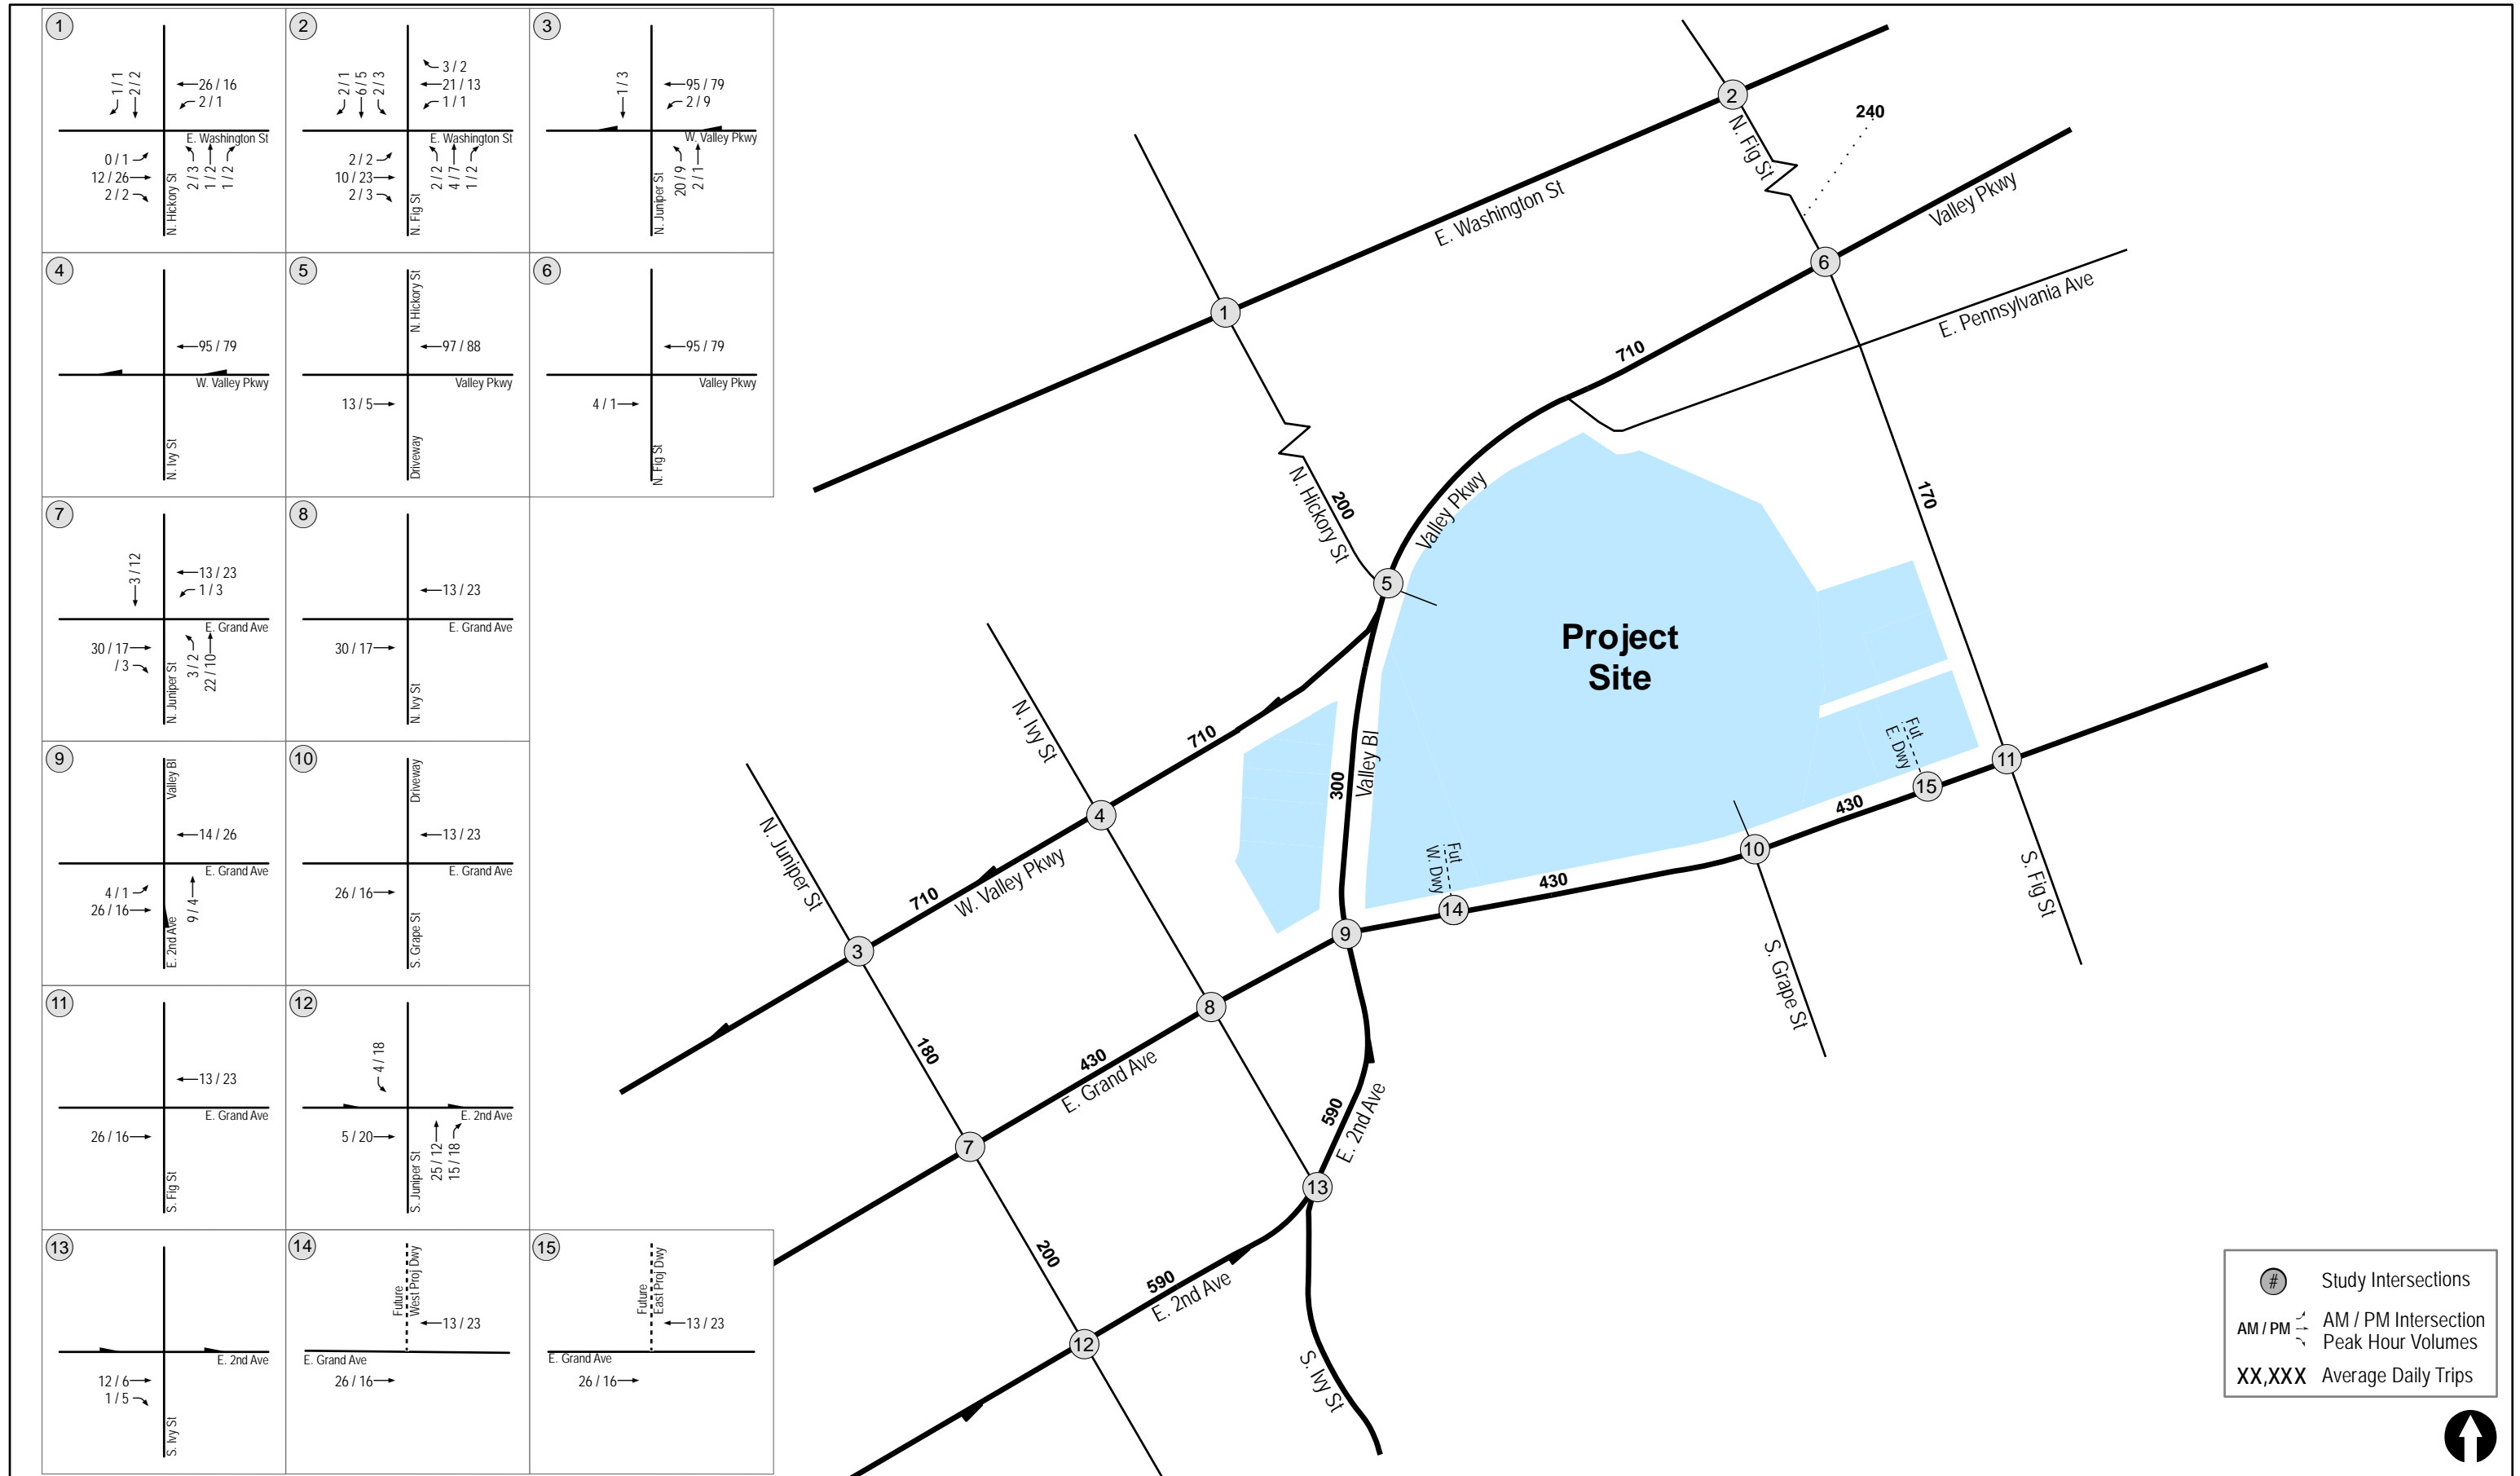 1
1 / 1
2 / 2
26 / 16
2 / 1
E. Washington St
0 / 1
12 / 26
2 / 2
N. Hickory St
2 / 3
1 / 2
1 / 2
2
2 / 1
6 / 5
2 / 3
3 / 2
21 / 13
1 / 1
E. Washington St
2 / 2
10 / 23
2 / 3
N. Fig St
2 / 2
4 / 7
1 / 2
3
1 / 3
95 / 79
2 / 9
W. Valley Pkwy
N. Juniper St
20 / 9
2 / 1
4
95 / 79
W. Valley Pkwy
N. Ivy St
5
N. Hickory St
97 / 88
Valley Pkwy
13 / 5
Driveway
6
95 / 79
Valley Pkwy
4 / 1
N. Fig St
7
3 / 12
13 / 23
1 / 3
E. Grand Ave
30 / 17
/ 3
N. Juniper St
3 / 2
22 / 10
8
13 / 23
E. Grand Ave
30 / 17
N. Ivy St
9
Valley Bl
14 / 26
E. Grand Ave
4 / 1
26 / 16
E. 2nd Ave
9 / 4
10
Driveway
13 / 23
E. Grand Ave
26 / 16
S. Grape St
11
13 / 23
E. Grand Ave
26 / 16
S. Fig St
12
4 / 18
E. 2nd Ave
5 / 20
S. Juniper St
25 / 12
15 / 18
13
E. 2nd Ave
12 / 6
1 / 5
S. Ivy St
14
Future
West Proj Dwy
13 / 23
E. Grand Ave
26 / 16
15
Future
East Proj Dwy
13 / 23
E. Grand Ave
26 / 16
2
240
N. Fig St
E. Washington St
Valley Pkwy
6
1
E. Pennsylvania Ave
710
N. Hickory St
200
Valley Pkwy
170
5
Project
Site
N. Ivy St
710
300
Valley Bl
Fut
E. Dwy
11
15
430
4
N. Juniper St
W. Valley Pkwy
710
Fut
W. Dwy
430
10
14
S. Fig St
3
9
S. Grape St
8
180
430
E. Grand Ave
590
E. 2nd Ave
7
13
200
590
E. 2nd Ave
12
S. Ivy St
# Study Intersections
AM / PM AM / PM Intersection
Peak Hour Volumes
XX,XXX Average Daily Trips